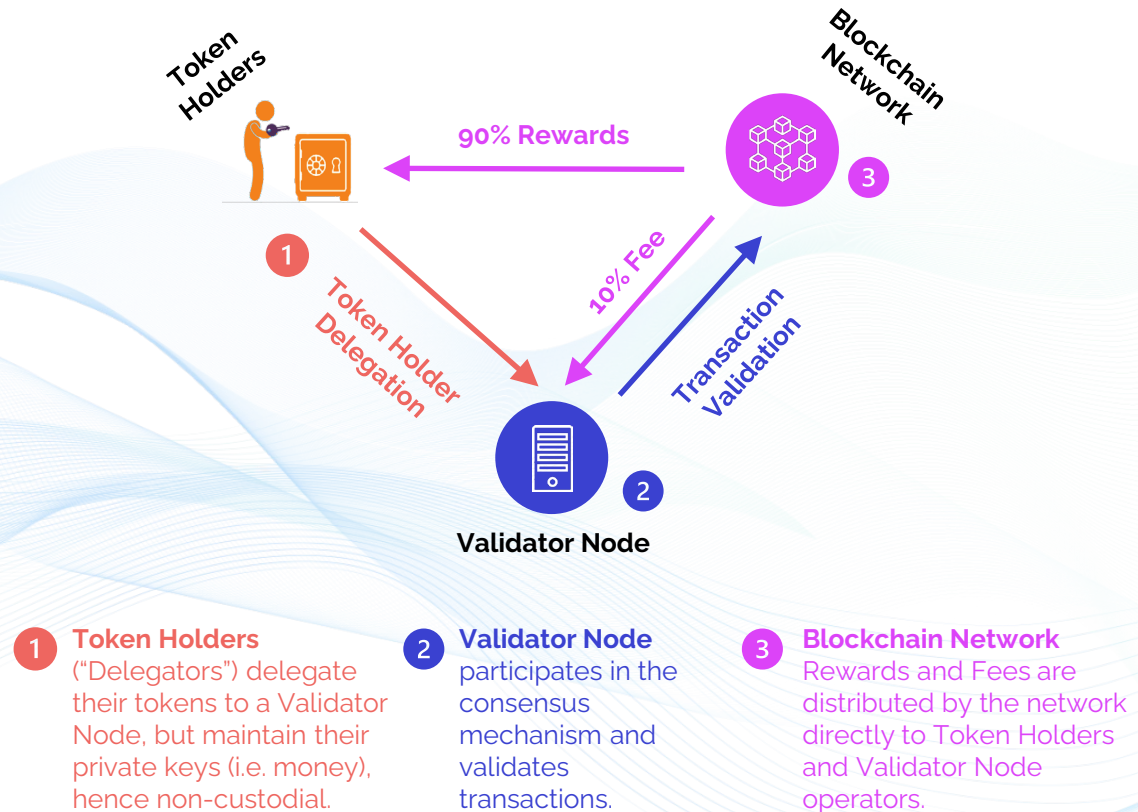 Token
Holders
Blockchain
Network
90% Rewards
3
1
10% Fee
Token Holder
Delegation
Transaction
Validation
2
Validator Node
1
Token Holders
(“Delegators”) delegate
their tokens to a Validator
Node, but maintain their
private keys (i.e. money),
hence non-custodial.
2
Validator Node
participates in the
consensus
mechanism and
validates
transactions.
3
Blockchain Network
Rewards and Fees are
distributed by the network
directly to Token Holders
and Validator Node
operators.